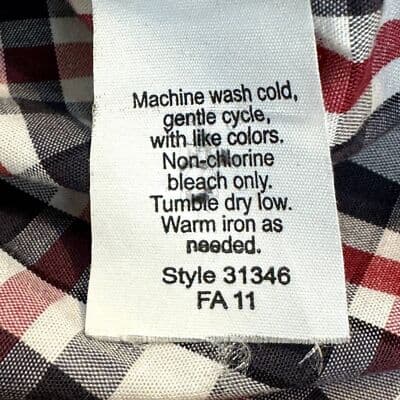 Machine wash cold,
gentle cycle,
with like colors.
Non-chlorine
bleach only.
Tumble dry low.
Warm iron as
needed.
Style 31346
FA 11